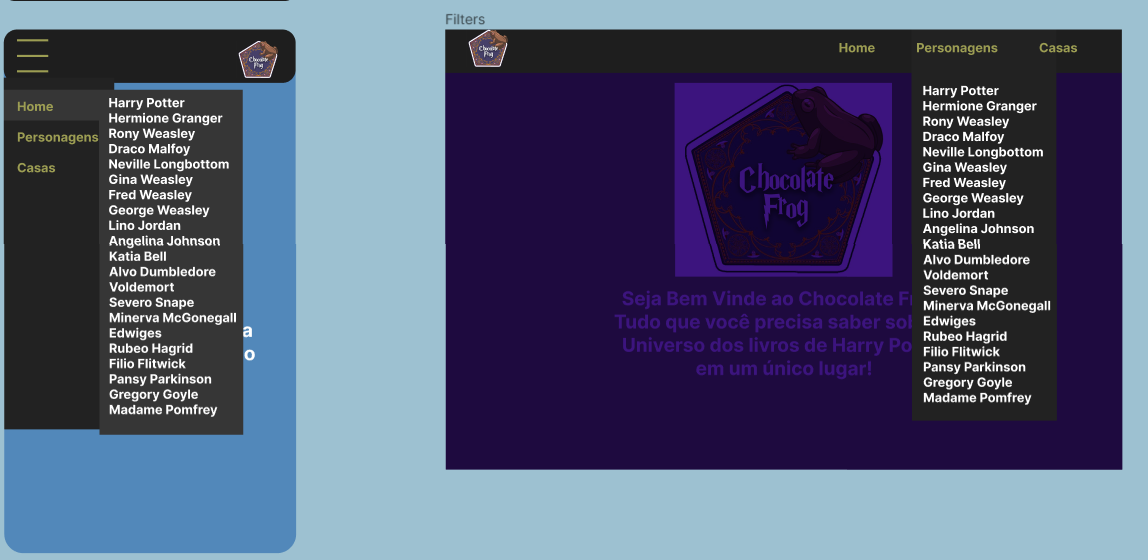 Filters
Chocolate
Frog
Home
Personagens
Casas
Harry Potter
Hermione Granger
Rony Weasley
Draco Malfoy
Neville Longbottom
Gina Weasley
Fred Weasley
George Weasley
Lino Jordan
Angelina Johnson
Katia Bell
Alvo Dumbledore
Voldemort
Severo Snape
Minerva McGonegall
Edwiges
Rubeo Hagrid
Filio Flitwick
Pansy Parkinson
Gregory Goyle
Madame Pomfrey
a
o
Chocolate
Frog
Home Personagens Casas
Chocolate
Frog
Seja Bem Vinde ao Chocolate Fr
Tudo que você precisa saber sob
Universo dos livros de Harry Po
em um único lugar!
Harry Potter
Hermione Granger
Rony Weasley
Draco Malfoy
Neville Longbottom
Gina Weasley
Fred Weasley
George Weasley
Lino Jordan
Angelina Johnson
Katia Bell
Alvo Dumbledore
Voldemort
Severo Snape
Minerva McGonegall
Edwiges
Rubeo Hagrid
Filio Flitwick
Pansy Parkinson
Gregory Goyle
Madame Pomfrey